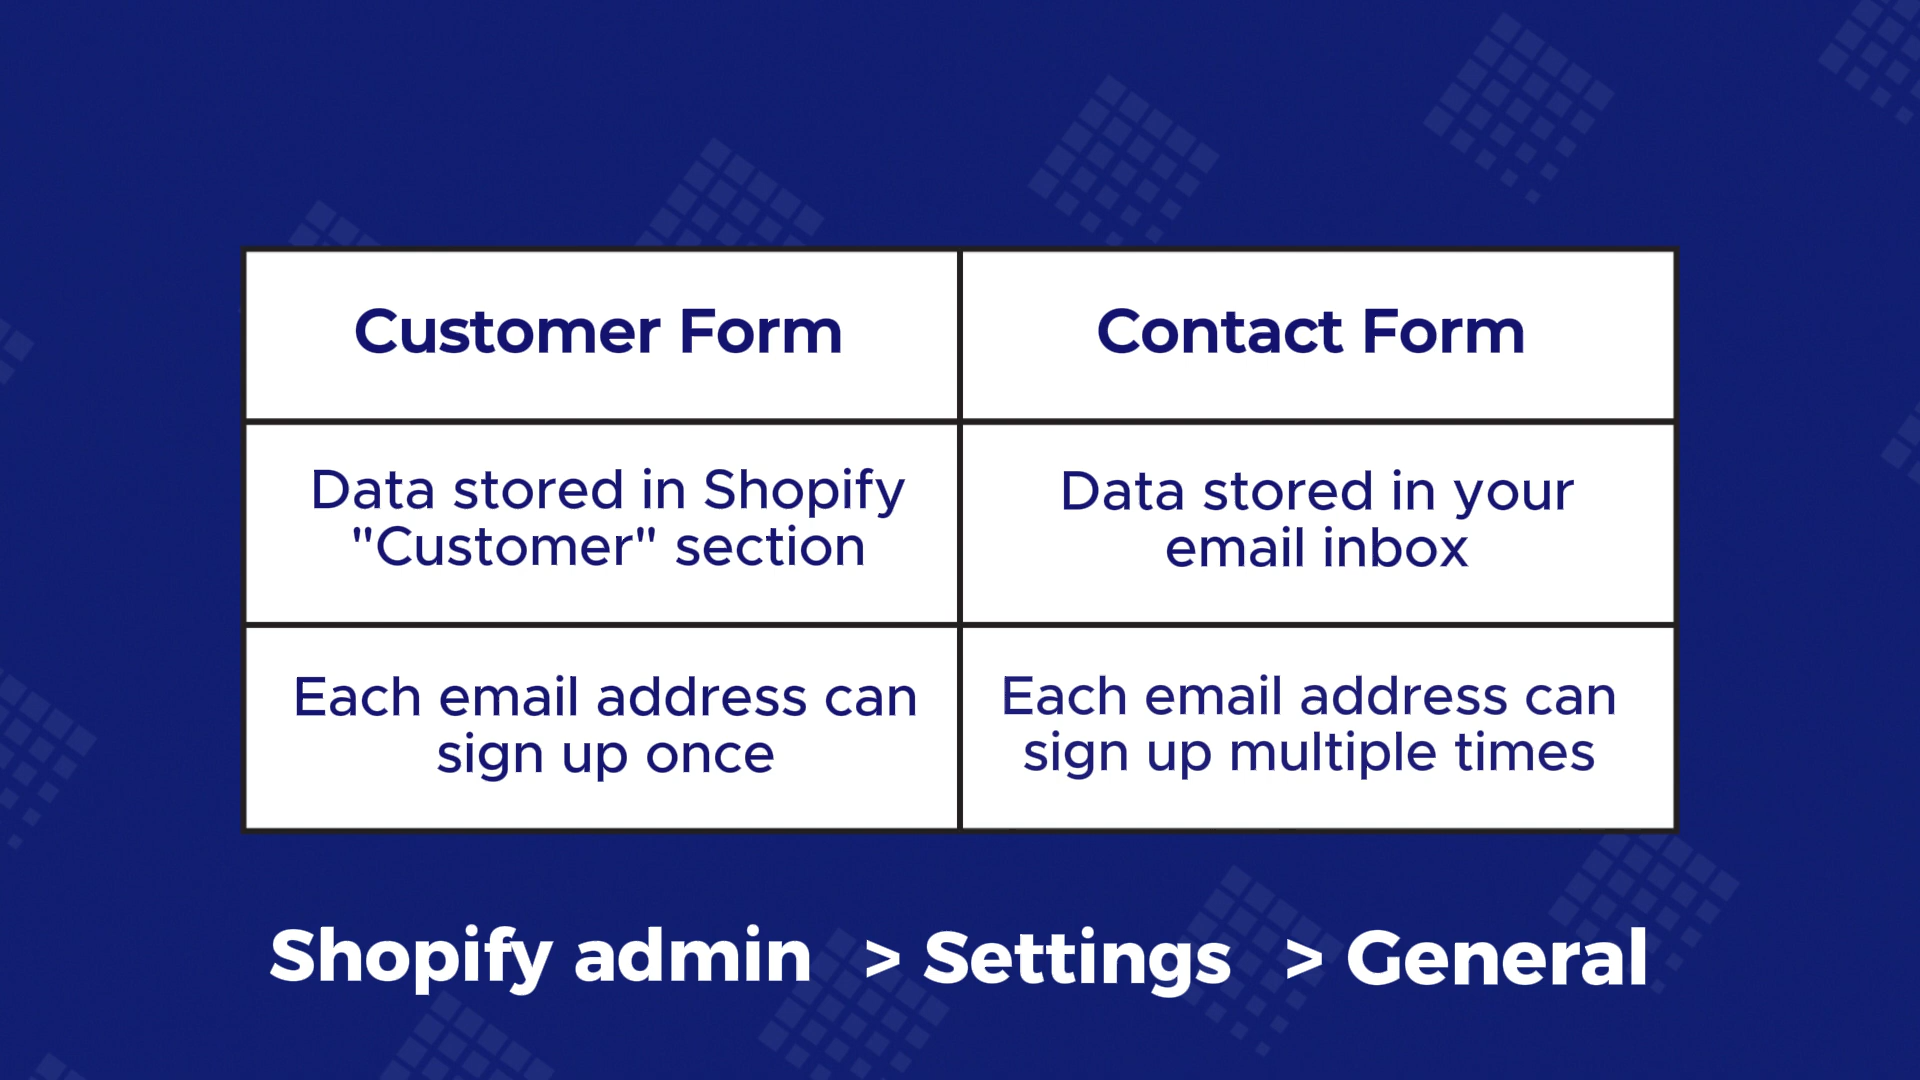 Customer Form
Contact Form
Data stored in Shopify
"Customer" section
Data stored in your
email inbox
Each email address can
sign up once
Each email address can
sign up multiple times
Shopify admin > Settings > General